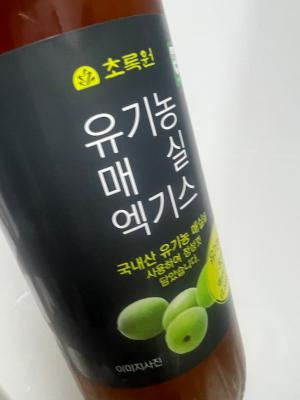 초록원
유기농
매실
엑기스
국내산 유기농 매실을
사용하여 정성껏
담았습니다.
이미지사진